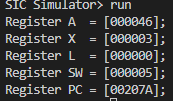 SIC Simulator> run
Register A  = [000046];
Register X  = [000003];
Register L  = [000000];
Register SW = [000005];
Register PC = [00207A];